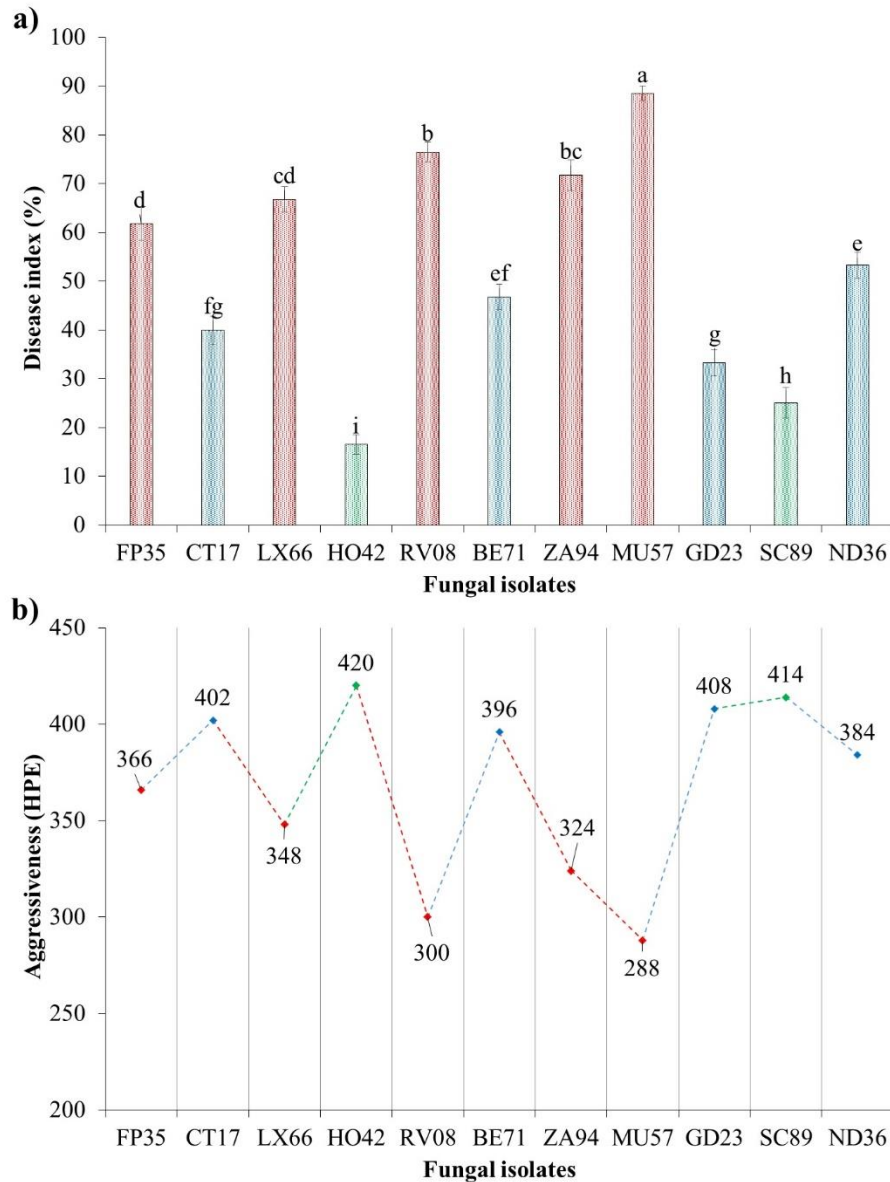 a)
100
90
80
70
60
50
40
30
20
10
0
Disease index (%)
d
fg
cd
i
b
ef
bc
a
g
h
e
FP35 CT17 LX66 HO42 RV08 BE71 ZA94 MU57 GD23 SC89 ND36
Fungal isolates
b)
450
400
350
300
250
200
Aggressiveness (HPE)
366
402
348
420
300
396
324
288
408
414
384
FP35 CT17 LX66 HO42 RV08 BE71 ZA94 MU57 GD23 SC89 ND36
Fungal isolates